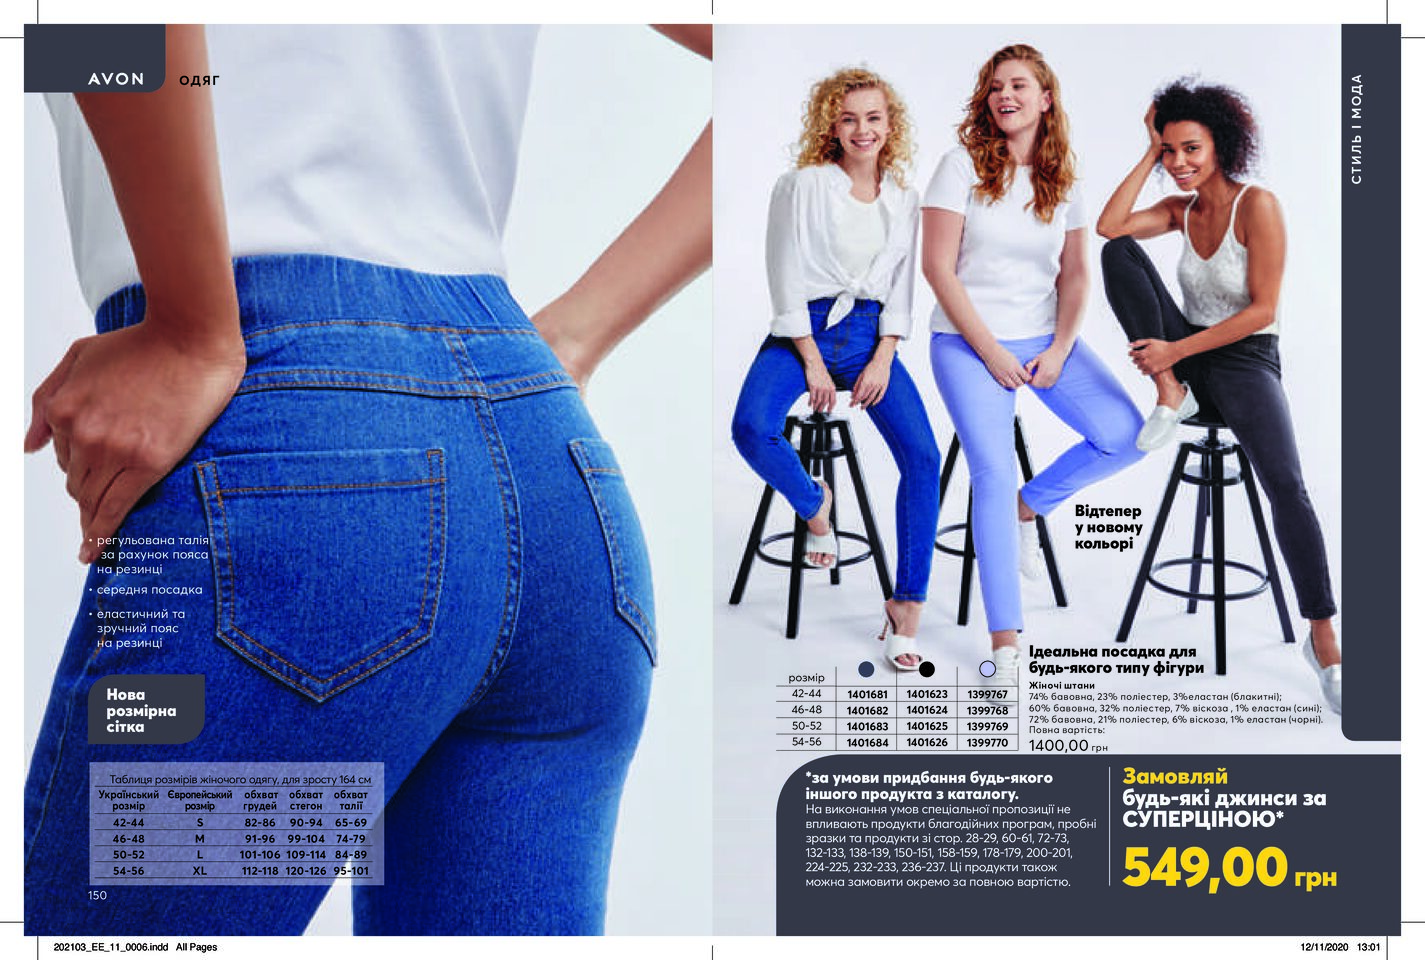 AVON
ОДЯГ
• регульована талія
за рахунок пояса
на резинці
• середня посадка
• еластичний та
зручний пояс
на резинці
Нова
розмірна
сітка
Таблиця розмірів жіночого одягу, для зросту 164 см
Український розмір Європейський розмір обхват грудей обхват стегон обхват талії
42-44 S 82-86 90-94 65-69
46-48 M 91-96 99-104 74-79
50-52 L 101-106 109-114 84-89
54-56 XL 112-118 120-126 95-101
150
СТИЛЬ І МОДА
Відтепер
у новому
кольорі
розмір
42-44 1401681 1401623 1399767
46-48 1401682 1401624 1399768
50-52 1401683 1401625 1399769
54-56 1401684 1401626 1399770
Ідеальна посадка для
будь-якого типу фігури
Жіночі штани
74% бавовна, 23% поліестер, 3%еластан (блакитні);
60% бавовна, 32% поліестер, 7% віскоза , 1% еластан (сині);
72% бавовна, 21% поліестер, 6% віскоза, 1% еластан (чорні).
Повна вартість:
1400,00 грн
*за умови придбання будь-якого
іншого продукта з каталогу.
На виконання умов спеціальної пропозиції не
впливають продукти благодійних програм, пробні
зразки та продукти зі стор. 28-29, 60-61, 72-73,
132-133, 138-139, 150-151, 158-159, 178-179, 200-201,
224-225, 232-233, 236-237. Ці продукти також
можна замовити окремо за повною вартістю.
Замовляй
будь-які джинси за
СУПЕРЦІНОЮ*
549,00 грн
202103_EE_11_0006.indd All Pages
12/11/2020 13:01